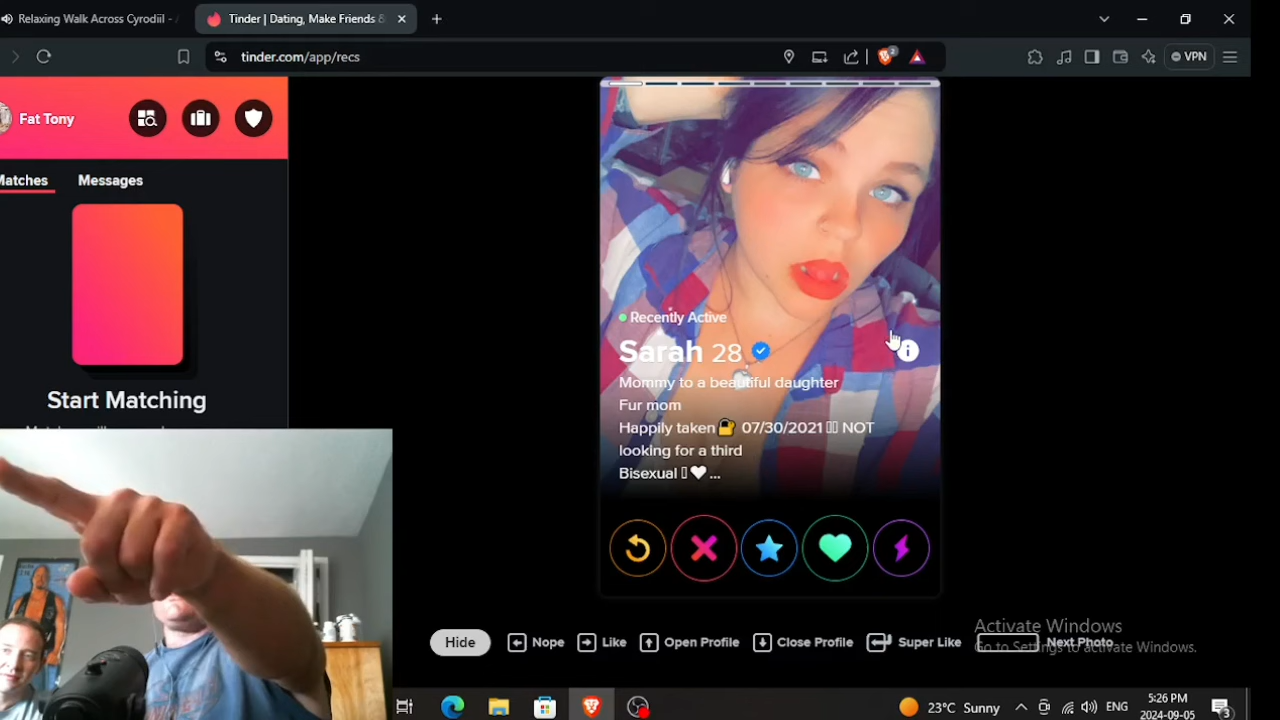 Relaxing Walk Across Cyrodiil -
Tinder | Dating, Make Friends &
tinder.com/app/recs
2
VPN
Fat Tony
Matches
Messages
Start Matching
Recently Active
Sarah 28
Mommy to a beautiful daughter
Fur mom
Happily taken🔐 07/30/2021 NOT
looking for a third
Bisexual ❤ ...
Hide
Nope
Like
Open Profile
Close Profile
Super Like
Next Photo
Activate Windows
Go to Settings to activate Windows.
23°C Sunny
ENG
5:26 PM
2024-09-05
3